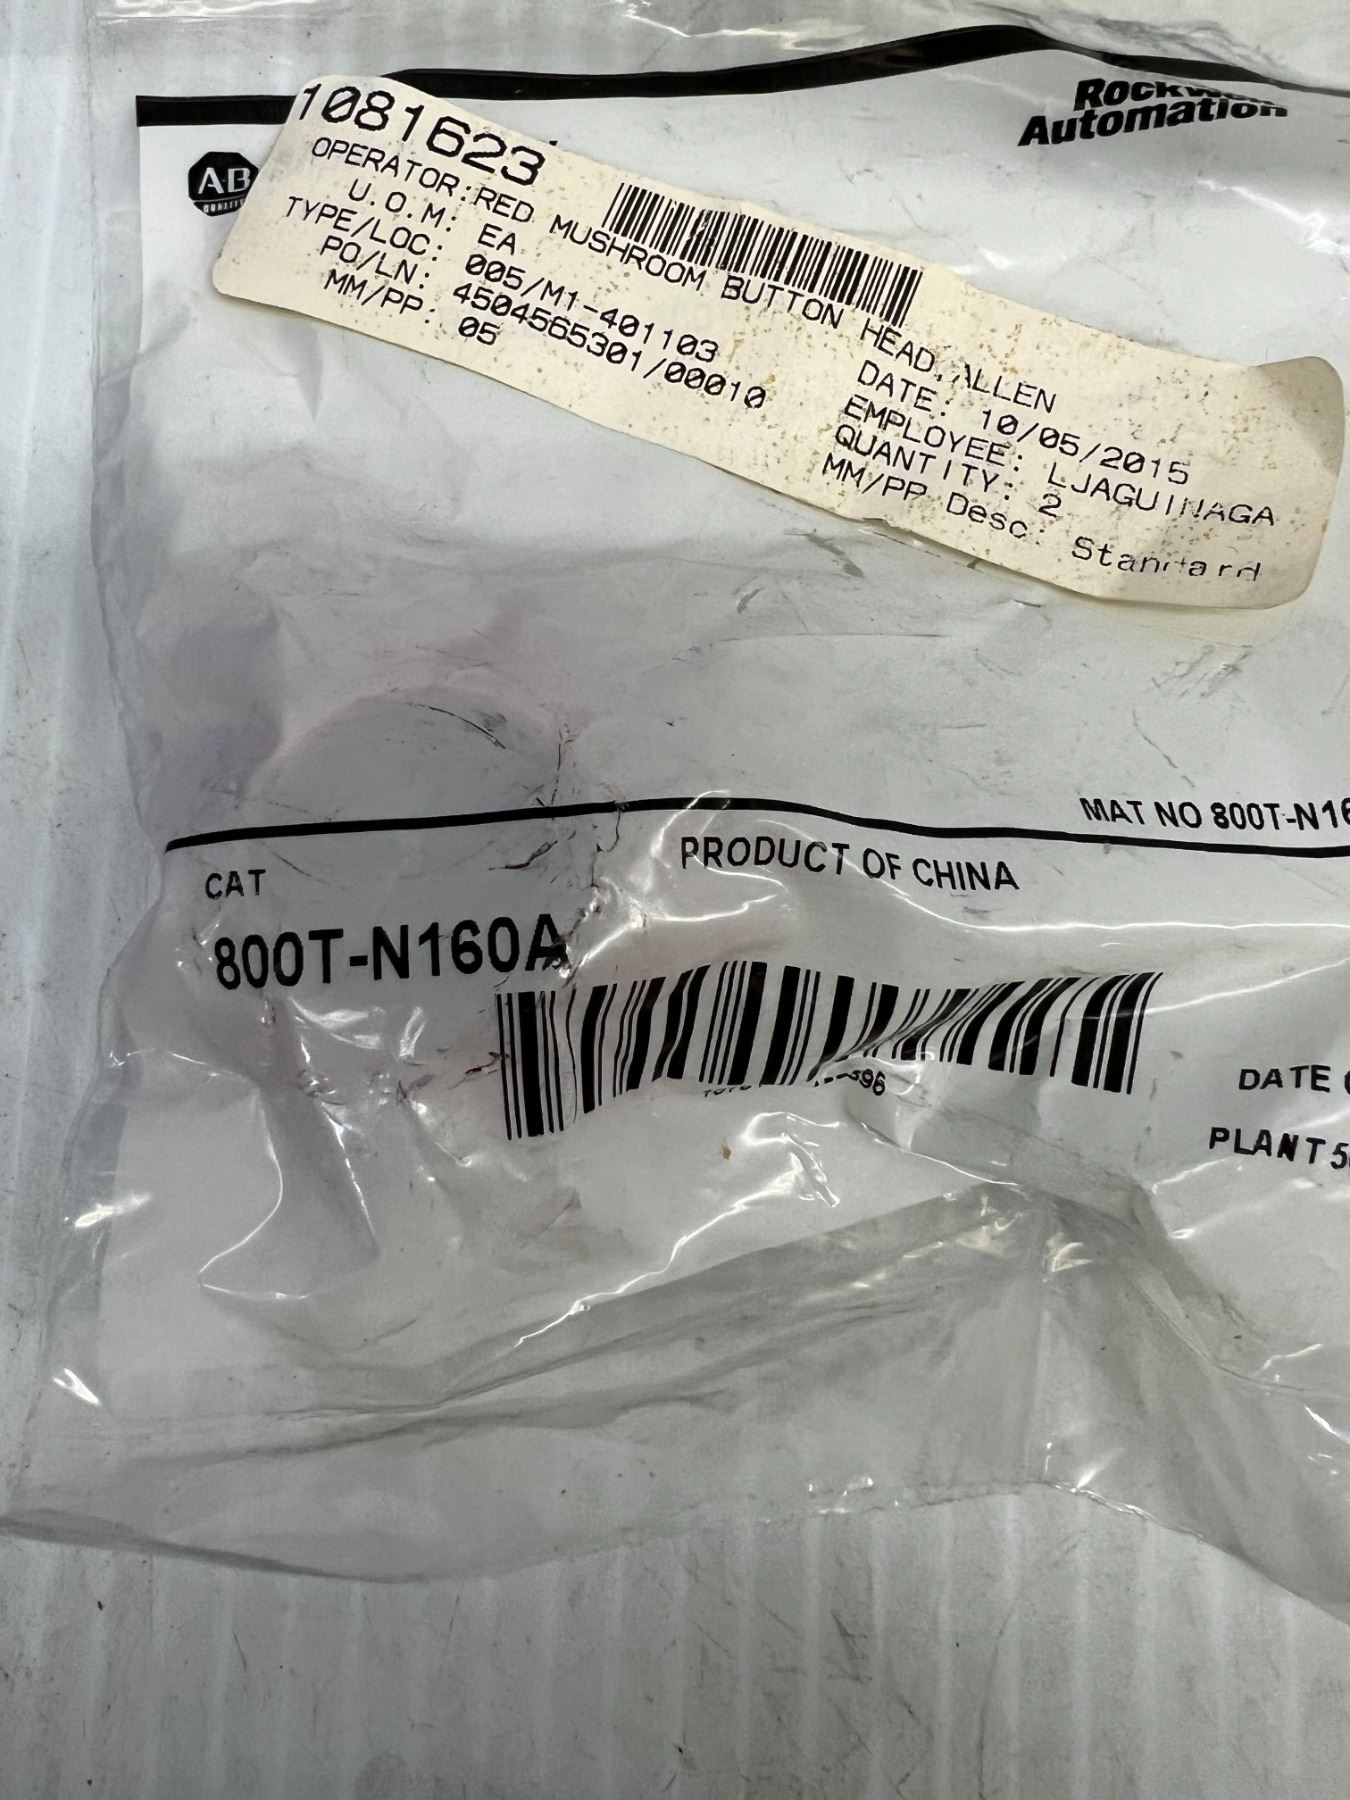 Rockwell
Automation
AB
QUALITY
1081623
OPERATOR:RED MUSHROOM BUTTON HEAD, ALLEN
U.O.M: EA
TYPE/LOC: 005/M1-401103
PO/LN: 4504565301/00010
MM/PP: 05
DATE: 10/05/2015
EMPLOYEE: LJAGUINAGA
QUANTITY: 2
MM/PP Desc: Standard
MAT NO 800T-N16
CAT
PRODUCT OF CHINA
800T-N160A
DATE
PLANT